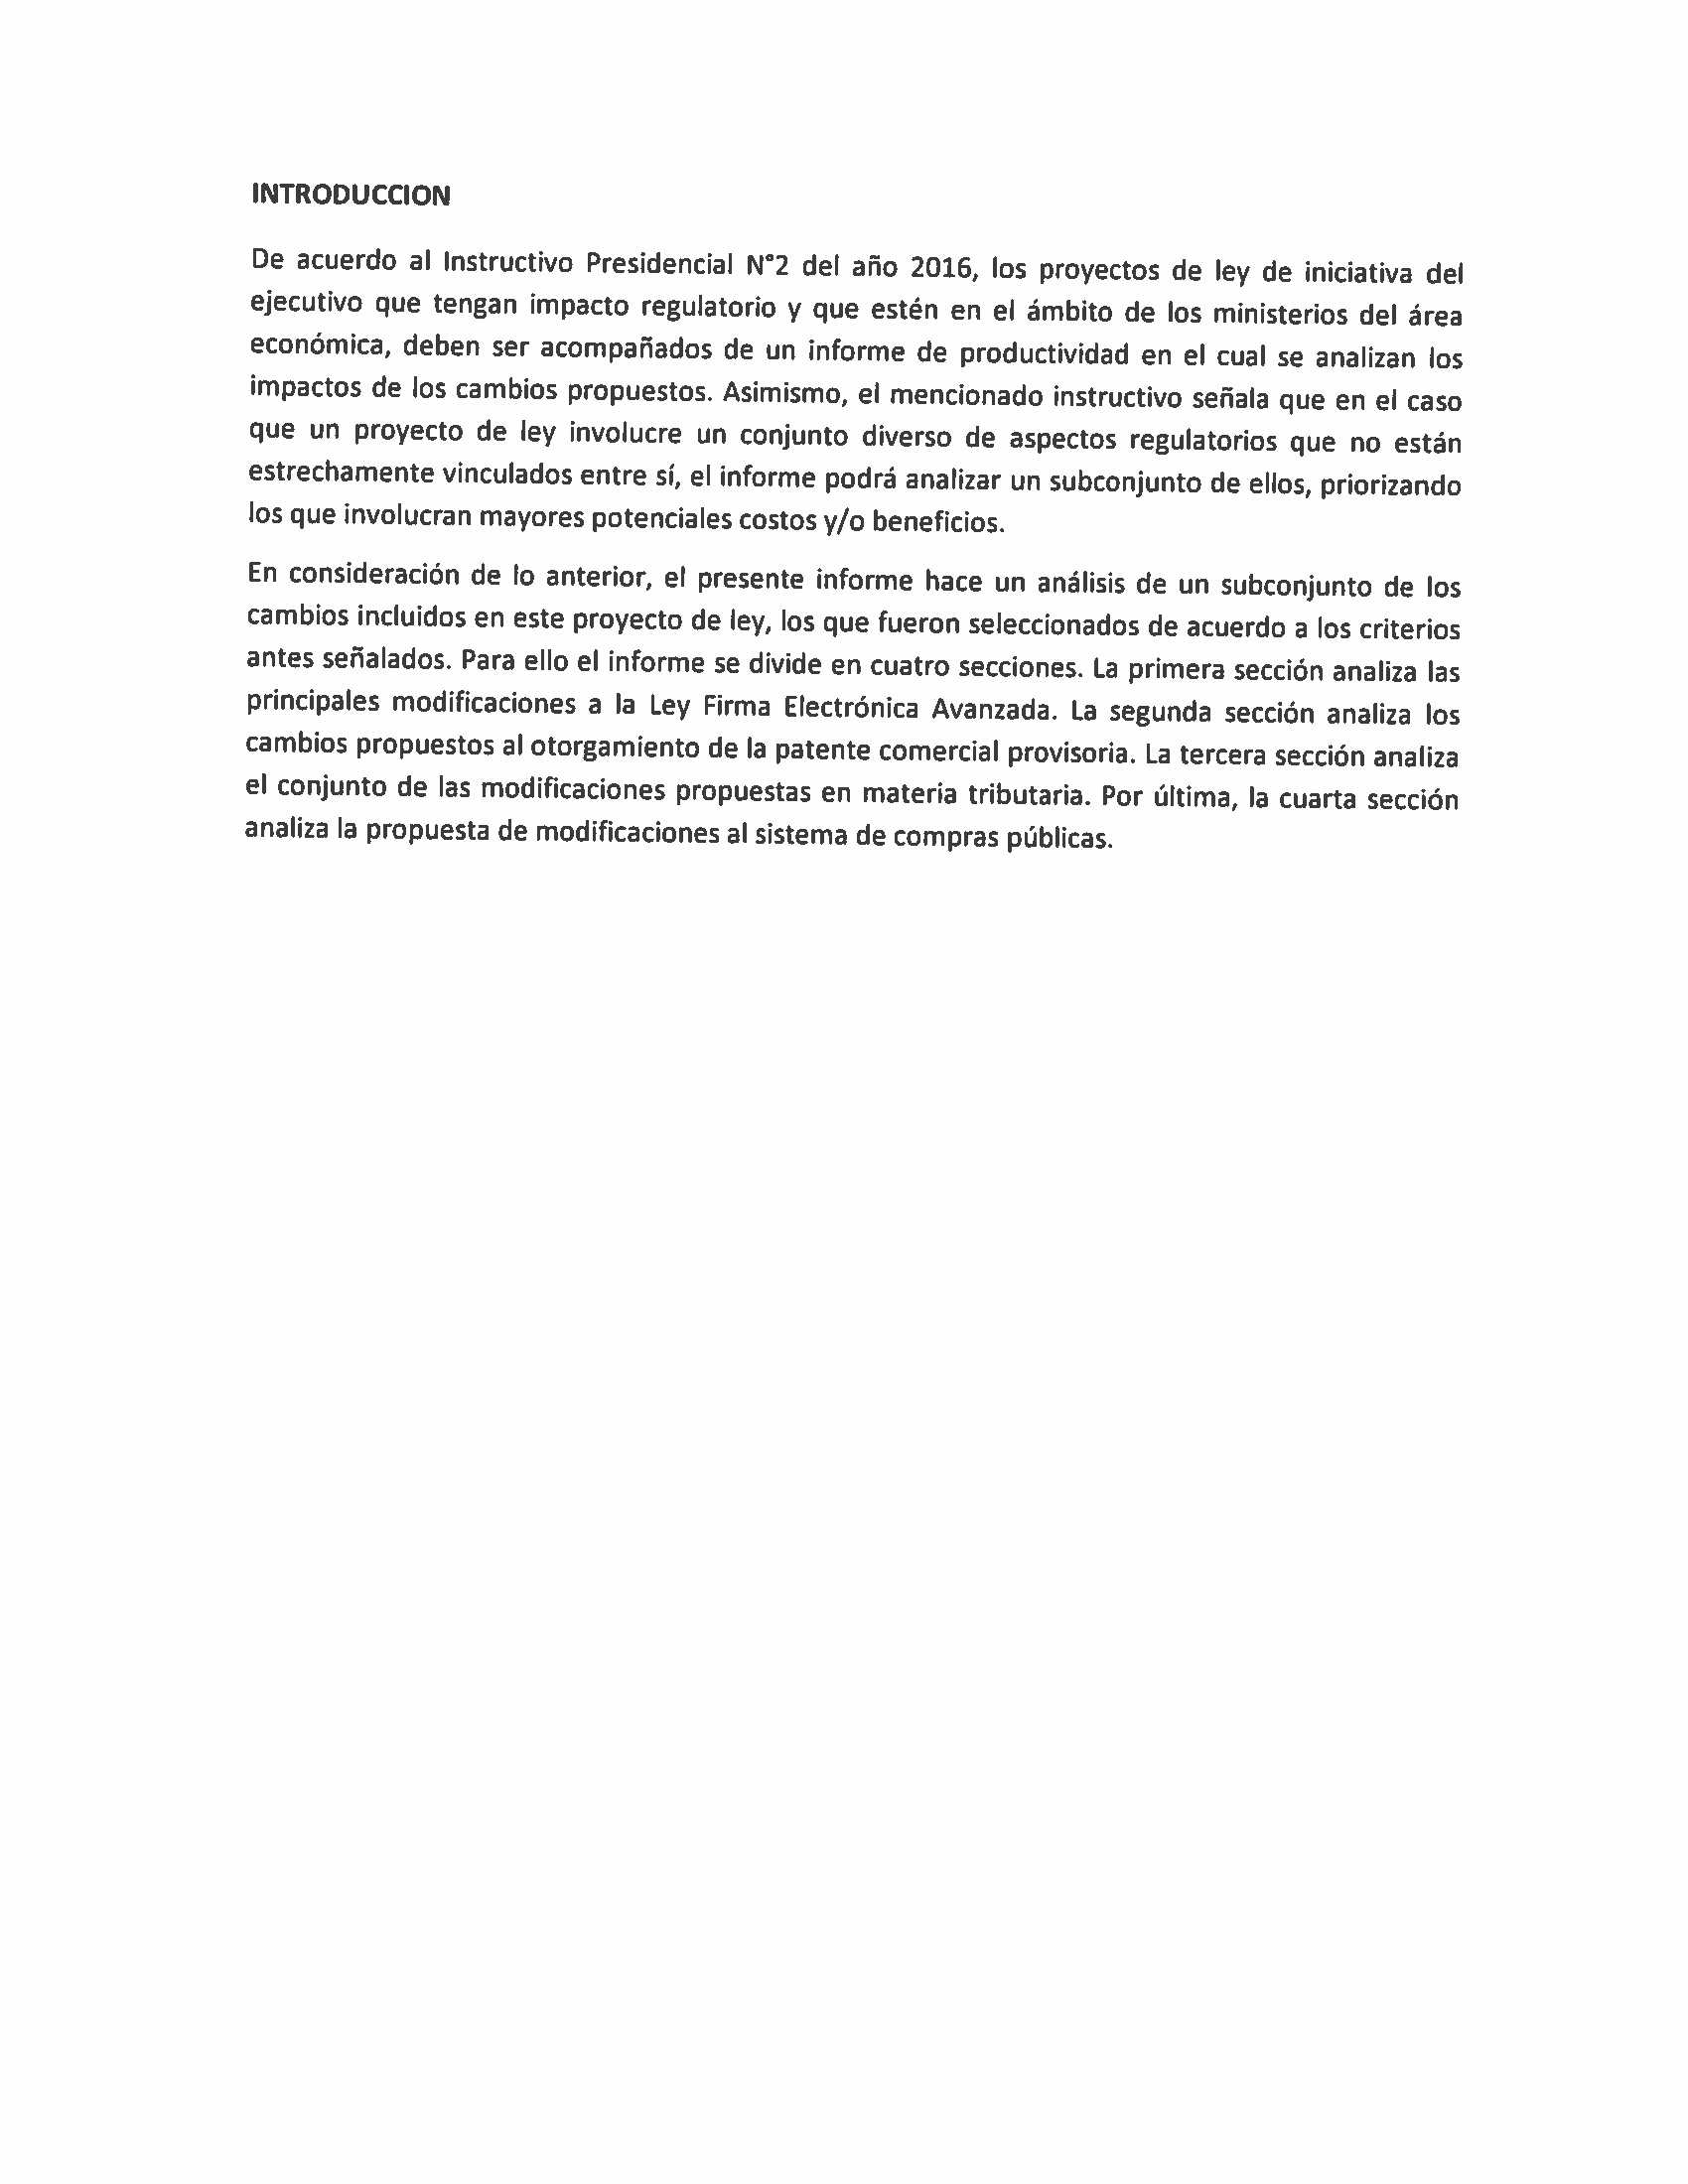 INTRODUCCION
De acuerdo al Instructivo Presidencial N°2 del año 2016, los proyectos de ley de iniciativa del
ejecutivo que tengan impacto regulatorio y que estén en el ámbito de los ministerios del área
económica, deben ser acompañados de un informe de productividad en el cual se analizan los
impactos de los cambios propuestos. Asimismo, el mencionado instructivo señala que en el caso
que un proyecto de ley involucre un conjunto diverso de aspectos regulatorios que no están
estrechamente vinculados entre sí, el informe podrá analizar un subconjunto de ellos, priorizando
los que involucran mayores potenciales costos y/o beneficios.
En consideración de lo anterior, el presente informe hace un análisis de un subconjunto de los
cambios incluidos en este proyecto de ley, los que fueron seleccionados de acuerdo a los criterios
antes señalados. Para ello el informe se divide en cuatro secciones. La primera sección analiza las
principales modificaciones a la Ley Firma Electrónica Avanzada. La segunda sección analiza los
cambios propuestos al otorgamiento de la patente comercial provisoria. La tercera sección analiza
el conjunto de las modificaciones propuestas en materia tributaria. Por última, la cuarta sección
analiza la propuesta de modificaciones al sistema de compras públicas.